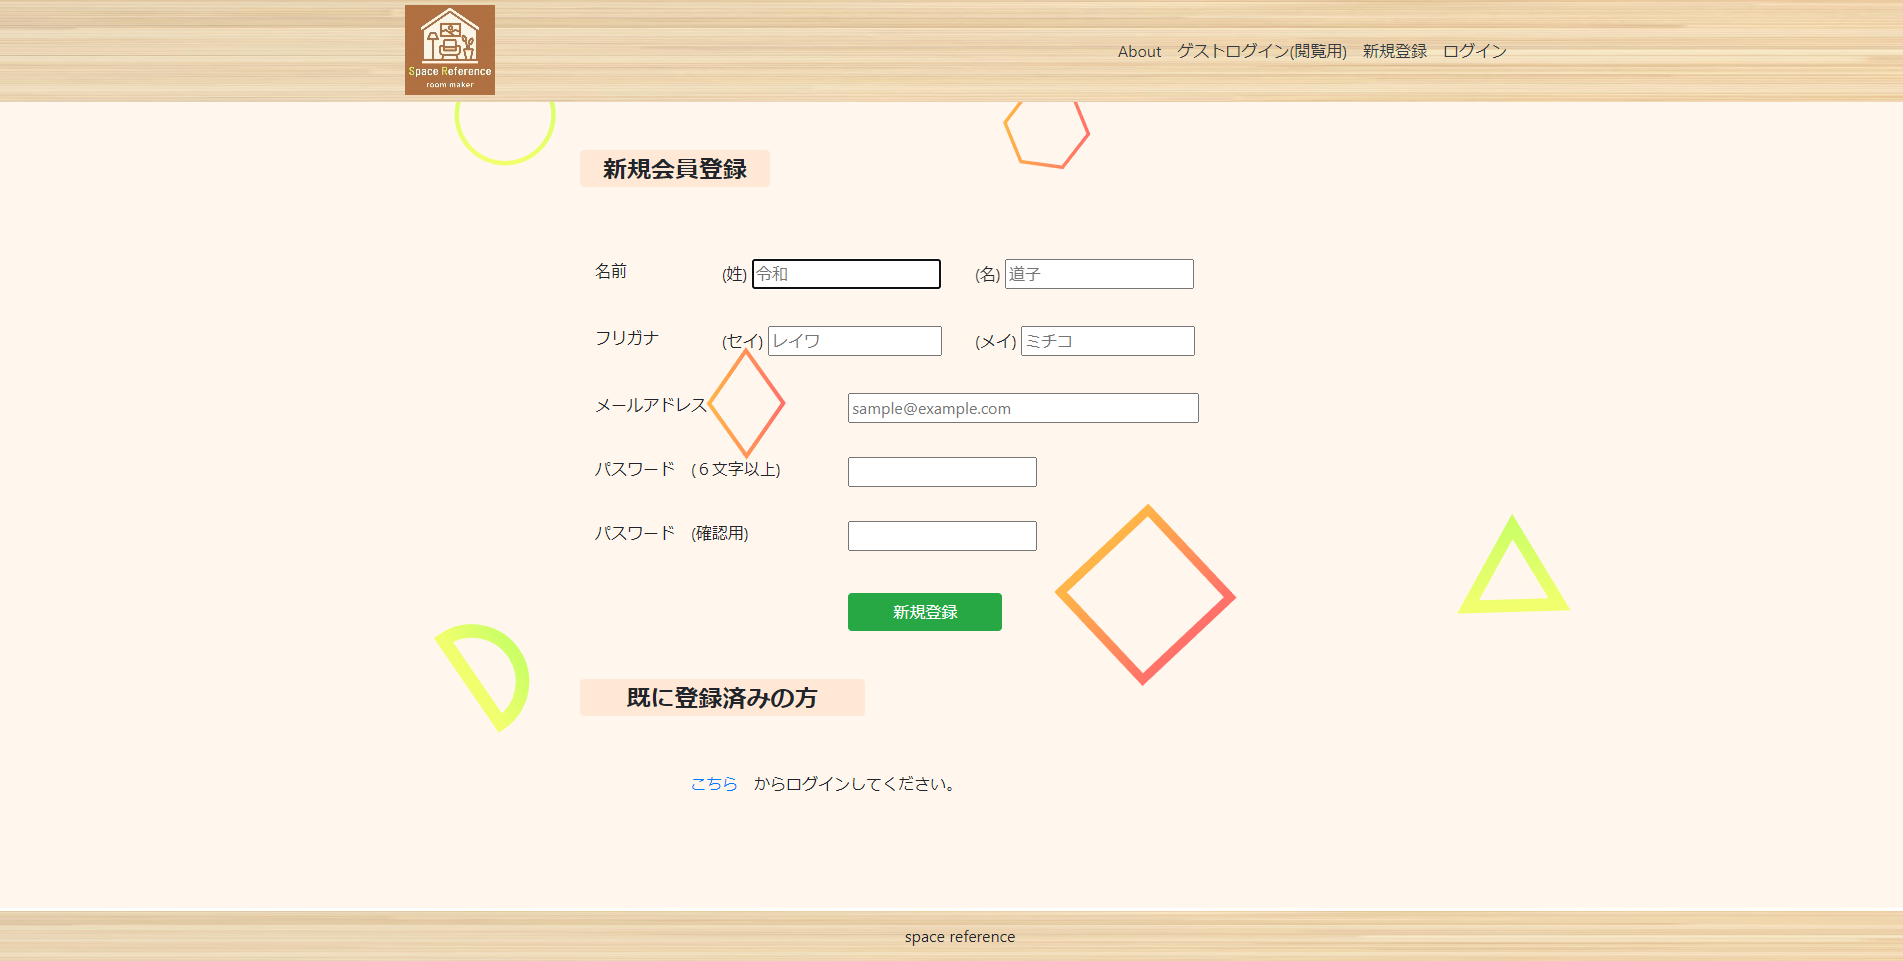 Space Reference
room maker
About ゲストログイン(閲覧用) 新規登録 ログイン
新規会員登録
名前 (姓) 令和 (名) 道子
フリガナ (セイ) レイワ (メイ) ミチコ
メールアドレス sample@example.com
パスワード (６文字以上)
パスワード (確認用)
新規登録
既に登録済みの方
こちら からログインしてください。
space reference